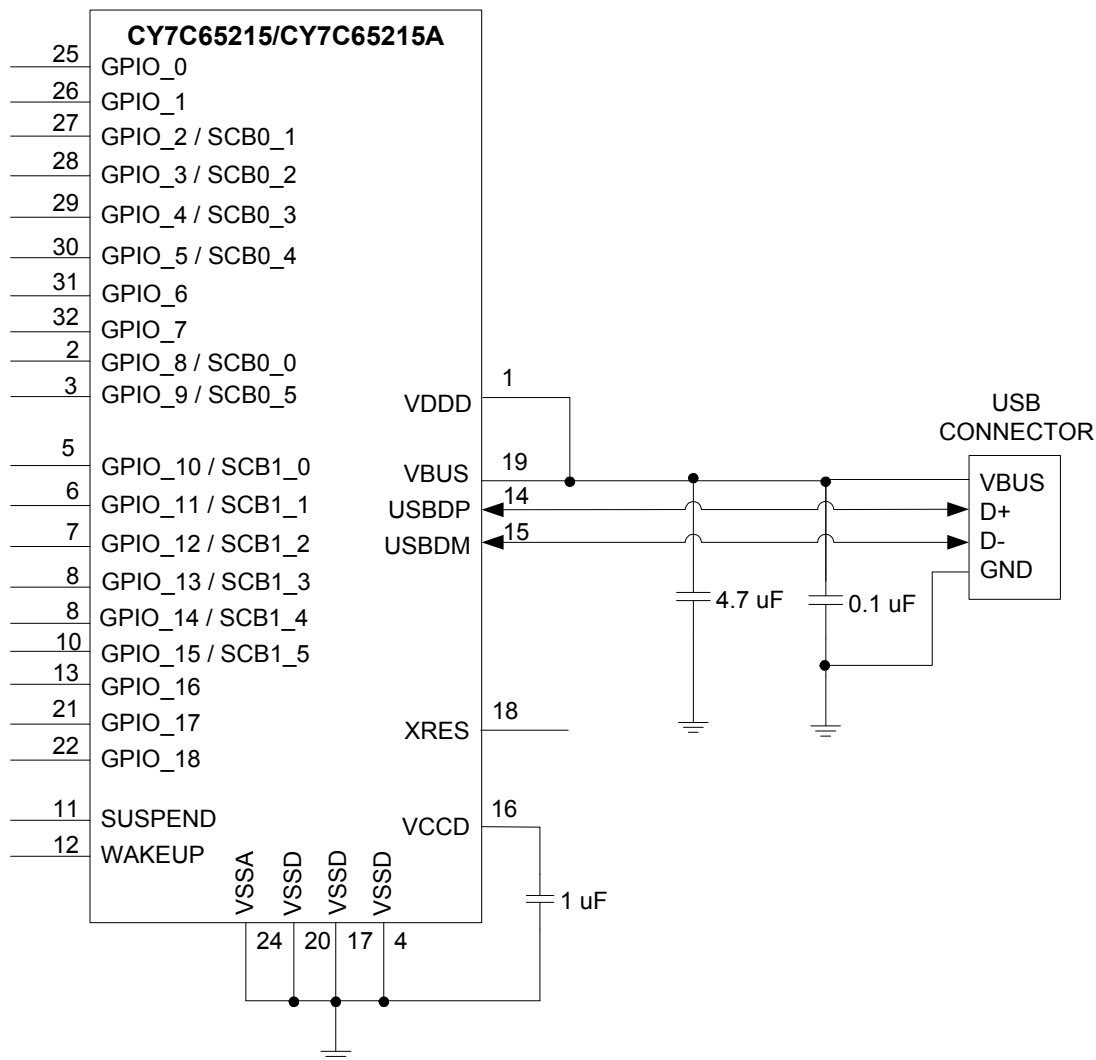 CY7C65215/CY7C65215A
25 GPIO_0
26 GPIO_1
27 GPIO_2 / SCB0_1
28 GPIO_3 / SCB0_2
29 GPIO_4 / SCB0_3
30 GPIO_5 / SCB0_4
31 GPIO_6
32 GPIO_7
2 GPIO_8 / SCB0_0
3 GPIO_9 / SCB0_5
5 GPIO_10 / SCB1_0
6 GPIO_11 / SCB1_1
7 GPIO_12 / SCB1_2
8 GPIO_13 / SCB1_3
8 GPIO_14 / SCB1_4
10 GPIO_15 / SCB1_5
13 GPIO_16
21 GPIO_17
22 GPIO_18
11 SUSPEND
12 WAKEUP
VDDD 1
VBUS 19
USBDP 14
USBDM 15
XRES 18
VCCD 16
VSSA
VSSD
VSSD
VSSD
24 20 17 4
1 uF
4.7 uF
0.1 uF
USB
CONNECTOR
VBUS
D+
D-
GND